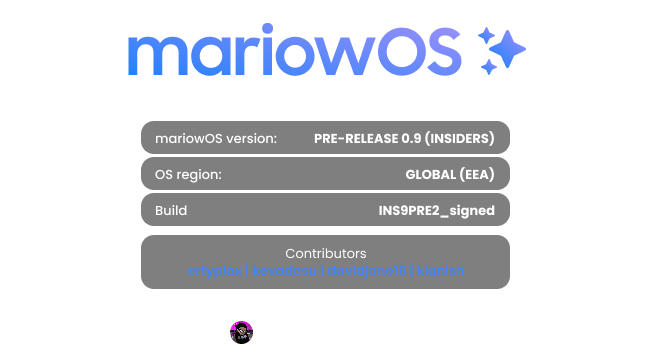 mariowOS
mariowOS version: PRE-RELEASE 0.9 (INSIDERS)
OS region: GLOBAL (EEA)
Build INS9PRE2_signed
Contributors